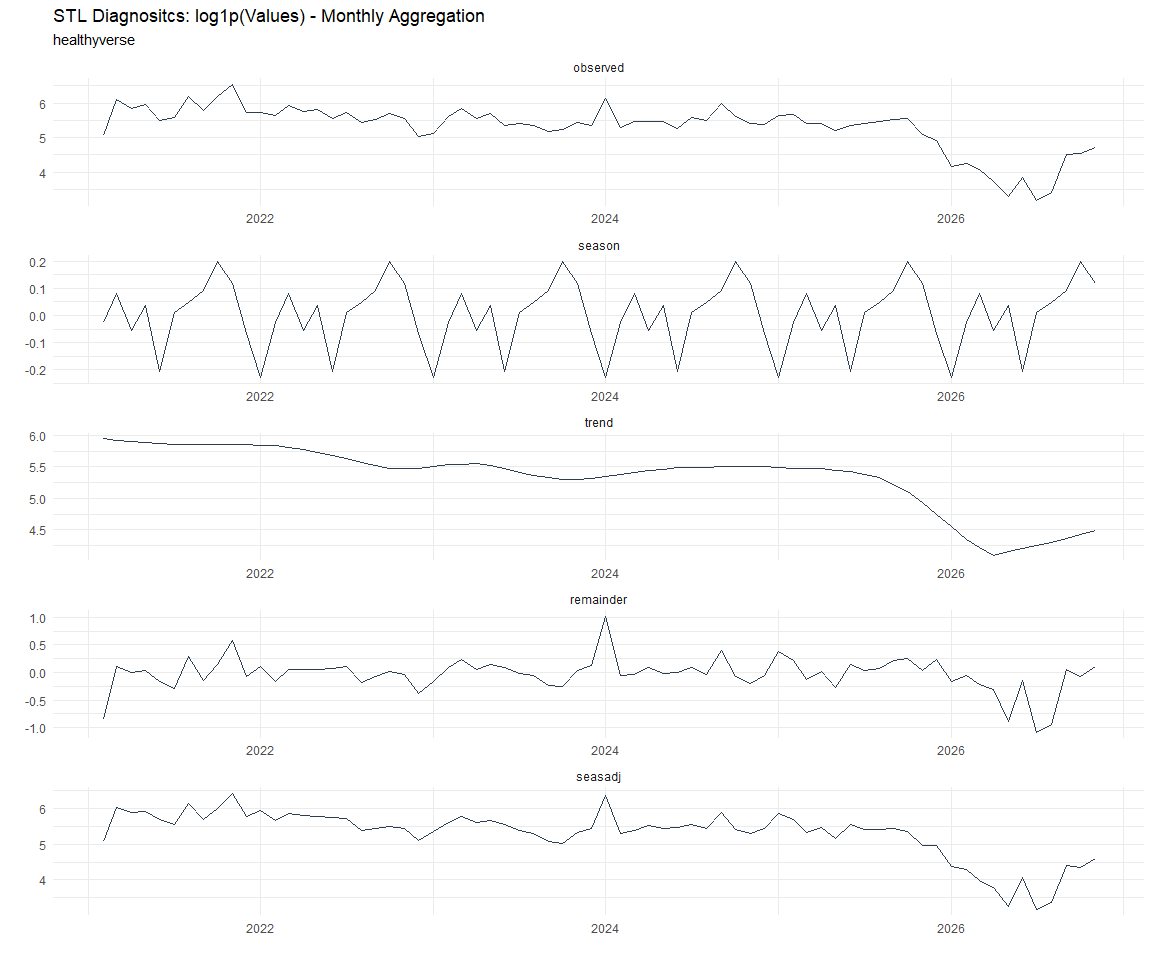 STL Diagnositcs: log1p(Values) - Monthly Aggregation
healthyverse
observed
6
5
4
2022 2024 2026
season
0.2
0.1
0.0
-0.1
-0.2
2022 2024 2026
trend
6.0
5.5
5.0
4.5
2022 2024 2026
remainder
1.0
0.5
0.0
-0.5
-1.0
2022 2024 2026
seasadj
6
5
4
2022 2024 2026